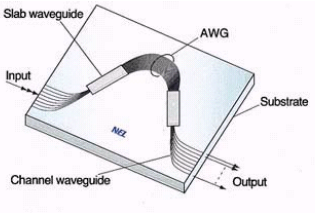 Slab waveguide
AWG
Input
Substrate
NEL
Channel waveguide
Output